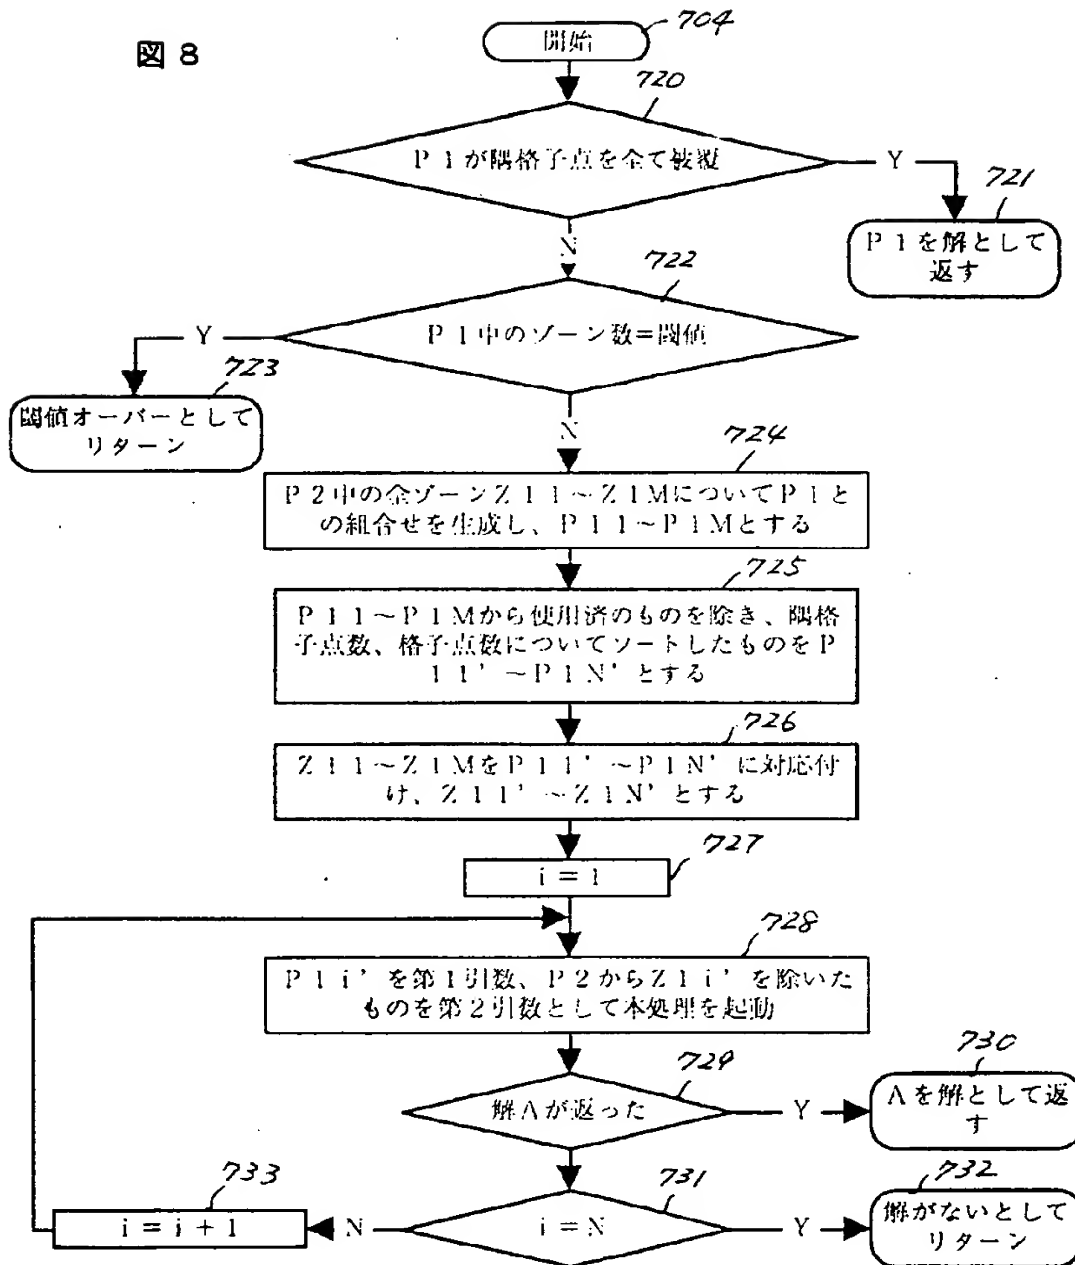 図 8
704
開始
720
P1が隅格子点を全て被覆
Y
721
P1を解として
返す
N
722
P1中のゾーン数=閾値
Y
723
閾値オーバーとして
リターン
N
724
P2中の全ゾーンZ11~Z1MについてP1と
の組合せを生成し、P11~P1Mとする
725
P11~P1Mから使用済のものを除き、隅格
子点数、格子点数についてソートしたものをP
11'~P1N'とする
726
Z11~Z1MをP11'~P1N'に対応付
け、Z11'~Z1N'とする
727
i=1
728
P1i'を第1引数、P2からZ1i'を除いた
ものを第2引数として本処理を起動
729
解Aが返った
Y
730
Aを解として返
す
731
i=N
Y
732
解がないとして
リターン
N
733
i=i+1